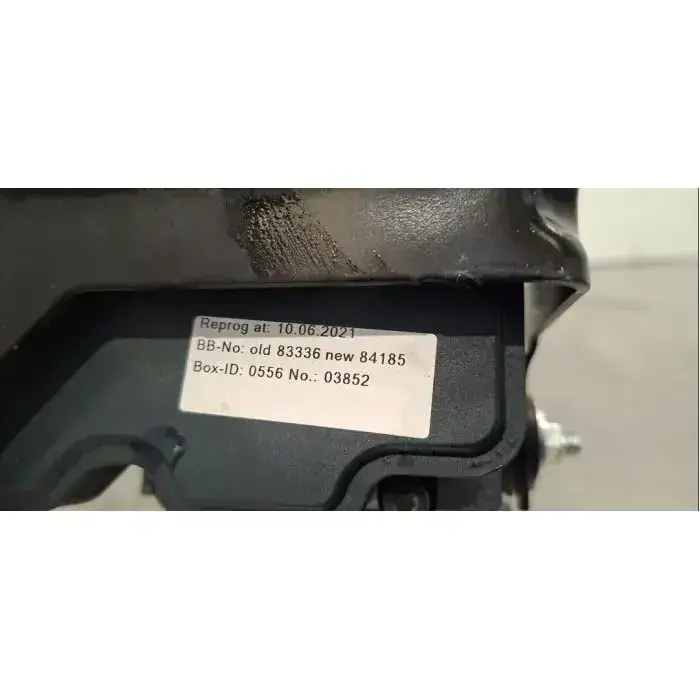 Reprog at: 10.06.2021
BB-No: old 83336 new 84185
Box-ID: 0556 No.: 03852